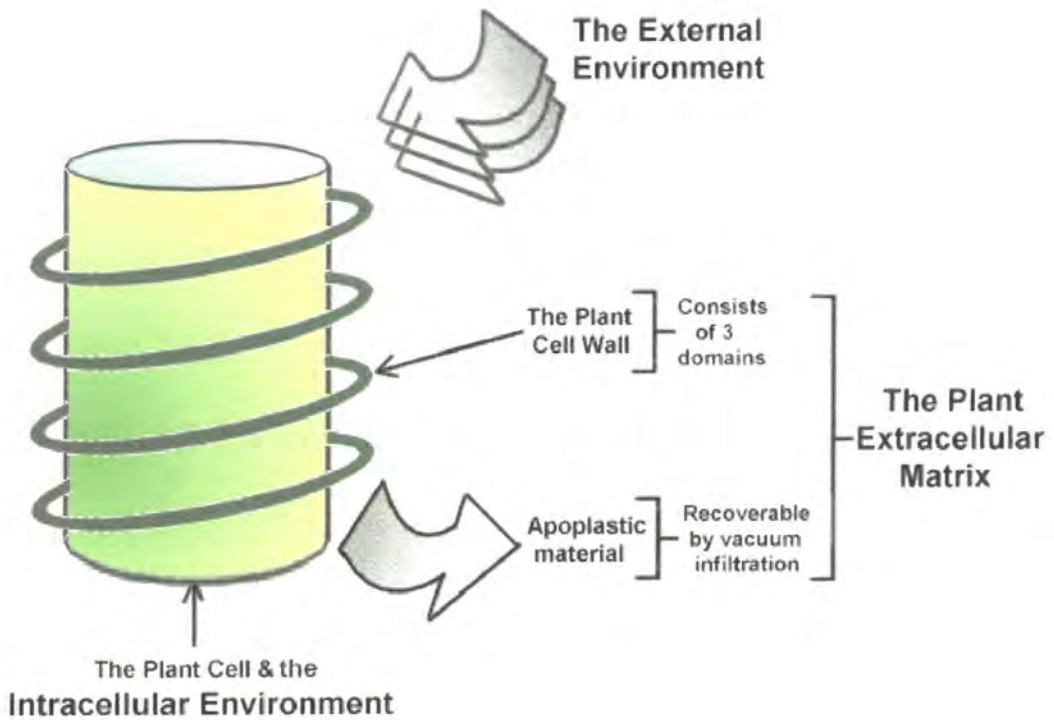 The External
Environment
The Plant
Cell Wall
Consists
of 3
domains
The Plant
Extracellular
Matrix
Apoplastic
material
Recoverable
by vacuum
infiltration
The Plant Cell & the
Intracellular Environment